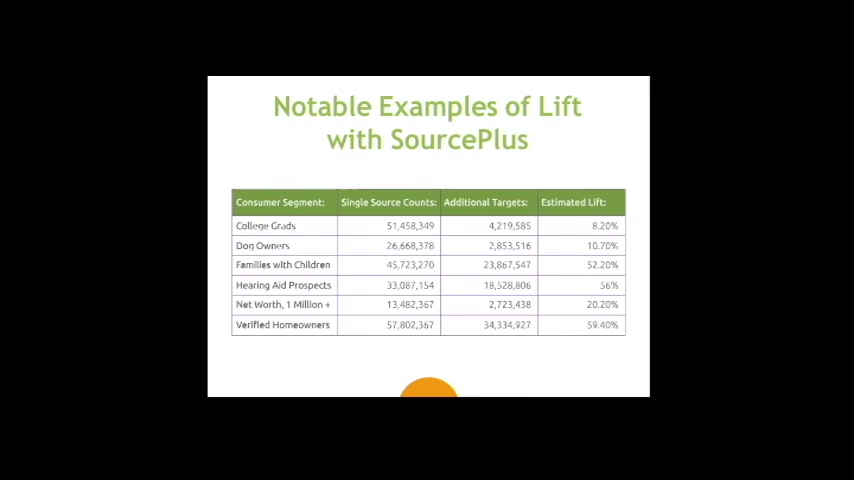 Notable Examples of Lift
with SourcePlus
Consumer Segment: Single Source Counts: Additional Targets: Estimated Lift:
College Grads 51,458,349 4,219,585 8.20%
Dog Owners 26,668,378 2,853,516 10.70%
Families with Children 45,723,270 23,867,547 52.20%
Hearing Aid Prospects 33,087,154 18,528,806 56%
Net Worth, 1 Million + 13,482,367 2,723,438 20.20%
Verified Homeowners 57,802,367 34,334,927 59.40%